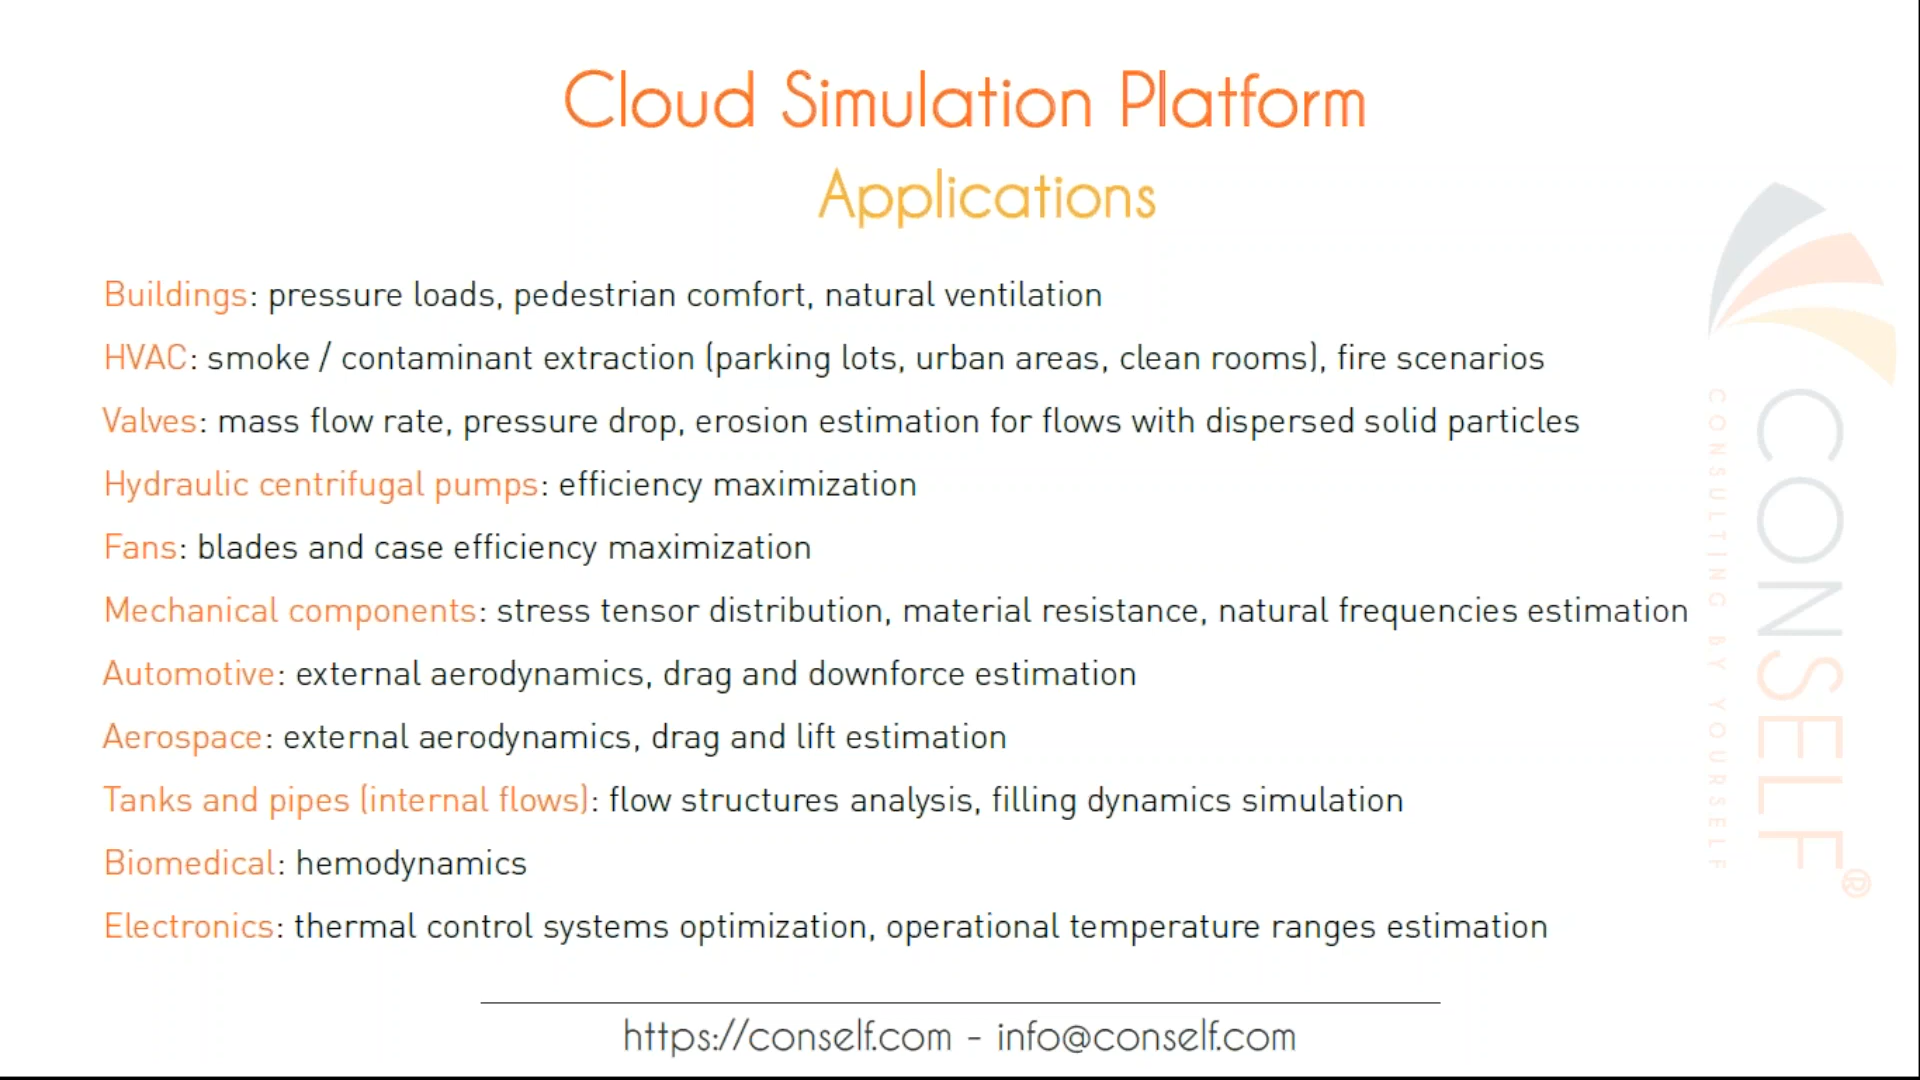 Cloud Simulation Platform
Applications
Buildings: pressure loads, pedestrian comfort, natural ventilation
HVAC: smoke / contaminant extraction (parking lots, urban areas, clean rooms), fire scenarios
Valves: mass flow rate, pressure drop, erosion estimation for flows with dispersed solid particles
Hydraulic centrifugal pumps: efficiency maximization
Fans: blades and case efficiency maximization
Mechanical components: stress tensor distribution, material resistance, natural frequencies estimation
Automotive: external aerodynamics, drag and downforce estimation
Aerospace: external aerodynamics, drag and lift estimation
Tanks and pipes (internal flows): flow structures analysis, filling dynamics simulation
Biomedical: hemodynamics
Electronics: thermal control systems optimization, operational temperature ranges estimation
https://conself.com - info@conself.com
CONSELF®
CONSULTING BY YOURSELF